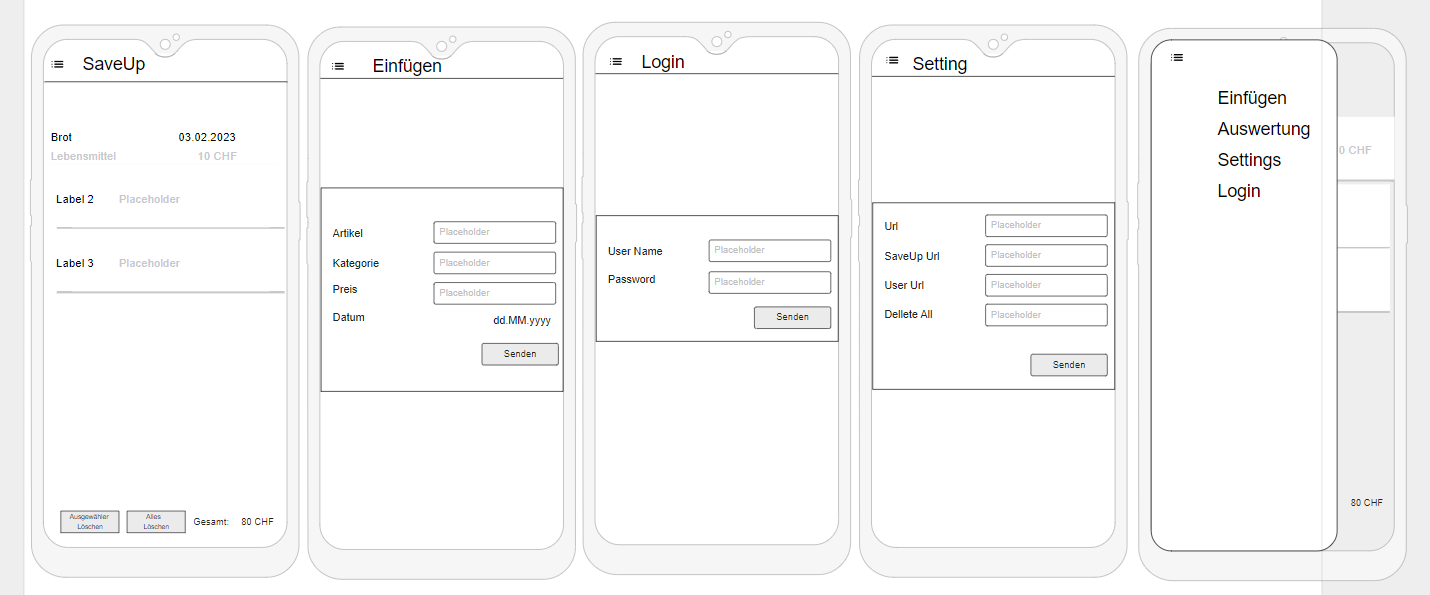 SaveUp
Brot 03.02.2023
Lebensmittel 10 CHF
Label 2 Placeholder
Label 3 Placeholder
Ausgewähler
Löschen
Alles
Löschen
Gesamt: 80 CHF
Einfügen
Artikel Placeholder
Kategorie Placeholder
Preis Placeholder
Datum dd.MM.yyyy
Senden
Login
User Name Placeholder
Password Placeholder
Senden
Setting
Url Placeholder
SaveUp Url Placeholder
User Url Placeholder
Dellete All Placeholder
Senden
Einfügen
Auswertung
Settings
Login
0 CHF
80 CHF